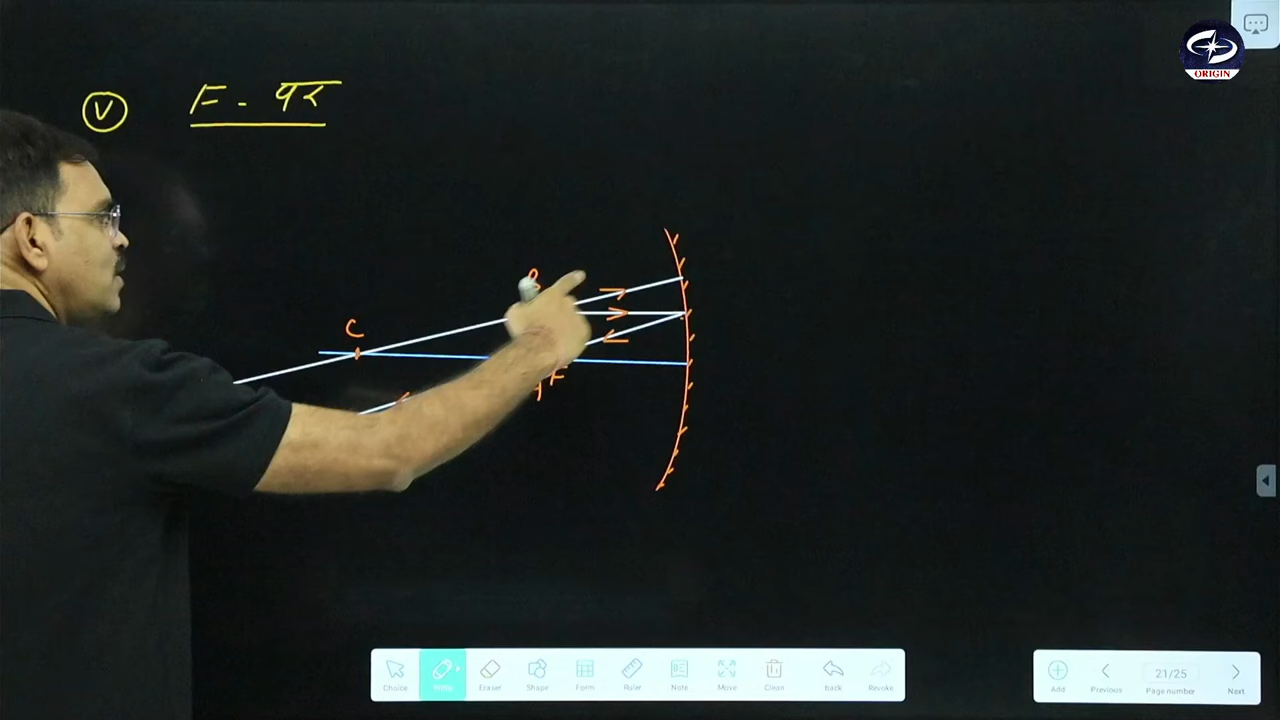 ORIGIN
V F - पर
C
F
Choice
Eraser
Shape
Form
Ruler
Note
Move
Clean
back
Revoke
Add
Previous
21/25
Page number
Next